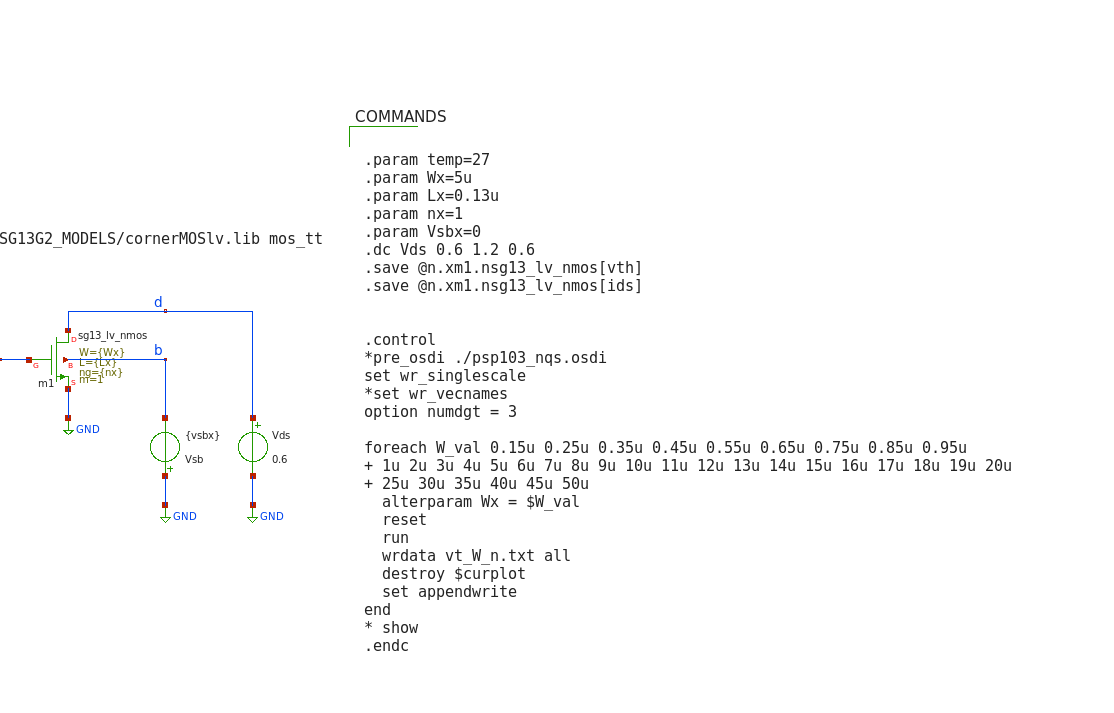 COMMANDS
.param temp=27
.param Wx=5u
.param Lx=0.13u
.param nx=1
.param Vsbx=0
.dc Vds 0.6 1.2 0.6
.save @n.xm1.nsg13_lv_nmos[vth]
.save @n.xm1.nsg13_lv_nmos[ids]
.control
*pre_osdi ./psp103_nqs.osdi
set wr_singlescale
*set wr_vecnames
option numdgt = 3
foreach W_val 0.15u 0.25u 0.35u 0.45u 0.55u 0.65u 0.75u 0.85u 0.95u
+ 1u 2u 3u 4u 5u 6u 7u 8u 9u 10u 11u 12u 13u 14u 15u 16u 17u 18u 19u 20u
+ 25u 30u 35u 40u 45u 50u
alterparam Wx = $W_val
reset
run
wrdata vt_W_n.txt all
destroy $curplot
set appendwrite
end
* show
.endc
SG13G2_MODELS/cornerMOSlv.lib mos_tt
d
D
sg13_lv_nmos
b
W={Wx}
L={Lx}
ng={nx}
m=1
G
B
S
m1
GND
{vsbx}
Vsb
+
GND
+
Vds
0.6
GND